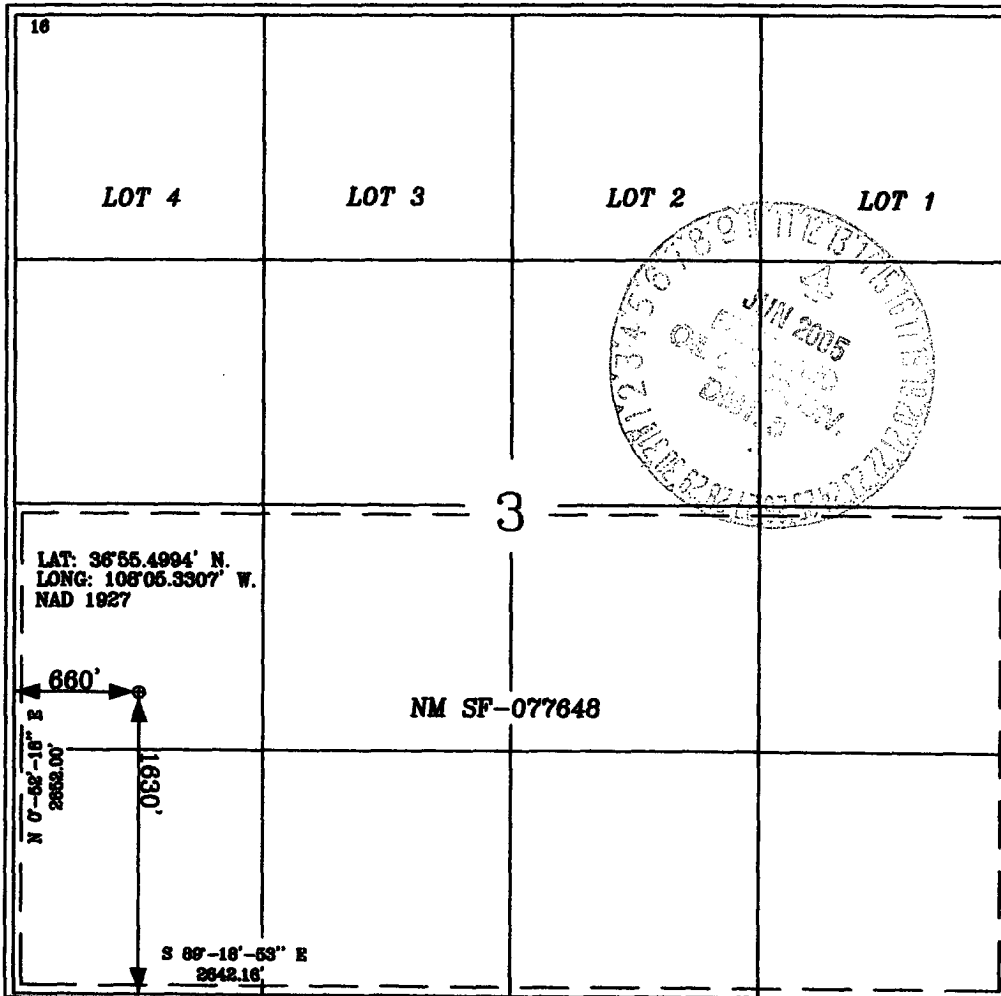 16
LOT 4
LOT 3
LOT 2
LOT 1
JUN 2005
3
LAT: 36°55.4994' N.
LONG: 108°05.3307' W.
NAD 1927
660'
NM SF-077648
N 0°-52'-16" E
2652.00'
1630'
S 89°-18'-53" E
2642.16'